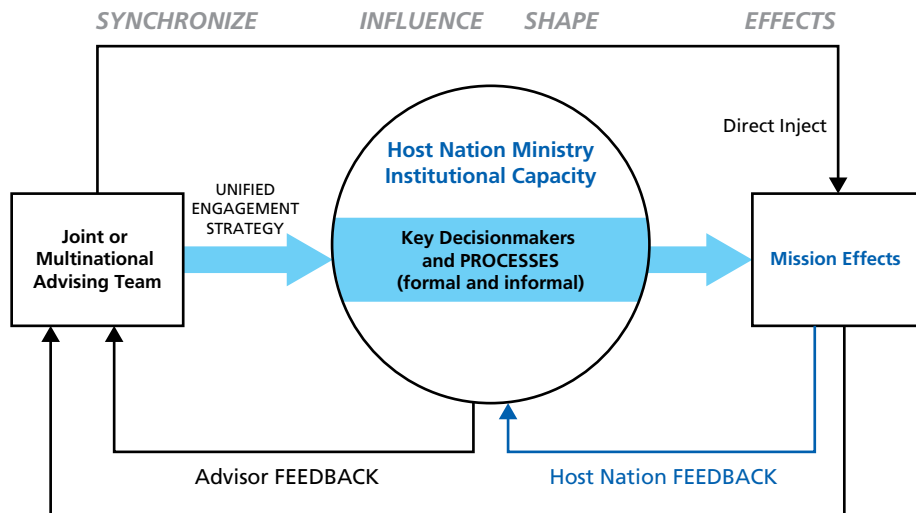 SYNCHRONIZE INFLUENCE SHAPE EFFECTS
Direct Inject
Host Nation Ministry
Institutional Capacity
UNIFIED
ENGAGEMENT
STRATEGY
Joint or
Multinational
Advising Team
Key Decisionmakers
and PROCESSES
(formal and informal)
Mission Effects
Advisor FEEDBACK
Host Nation FEEDBACK